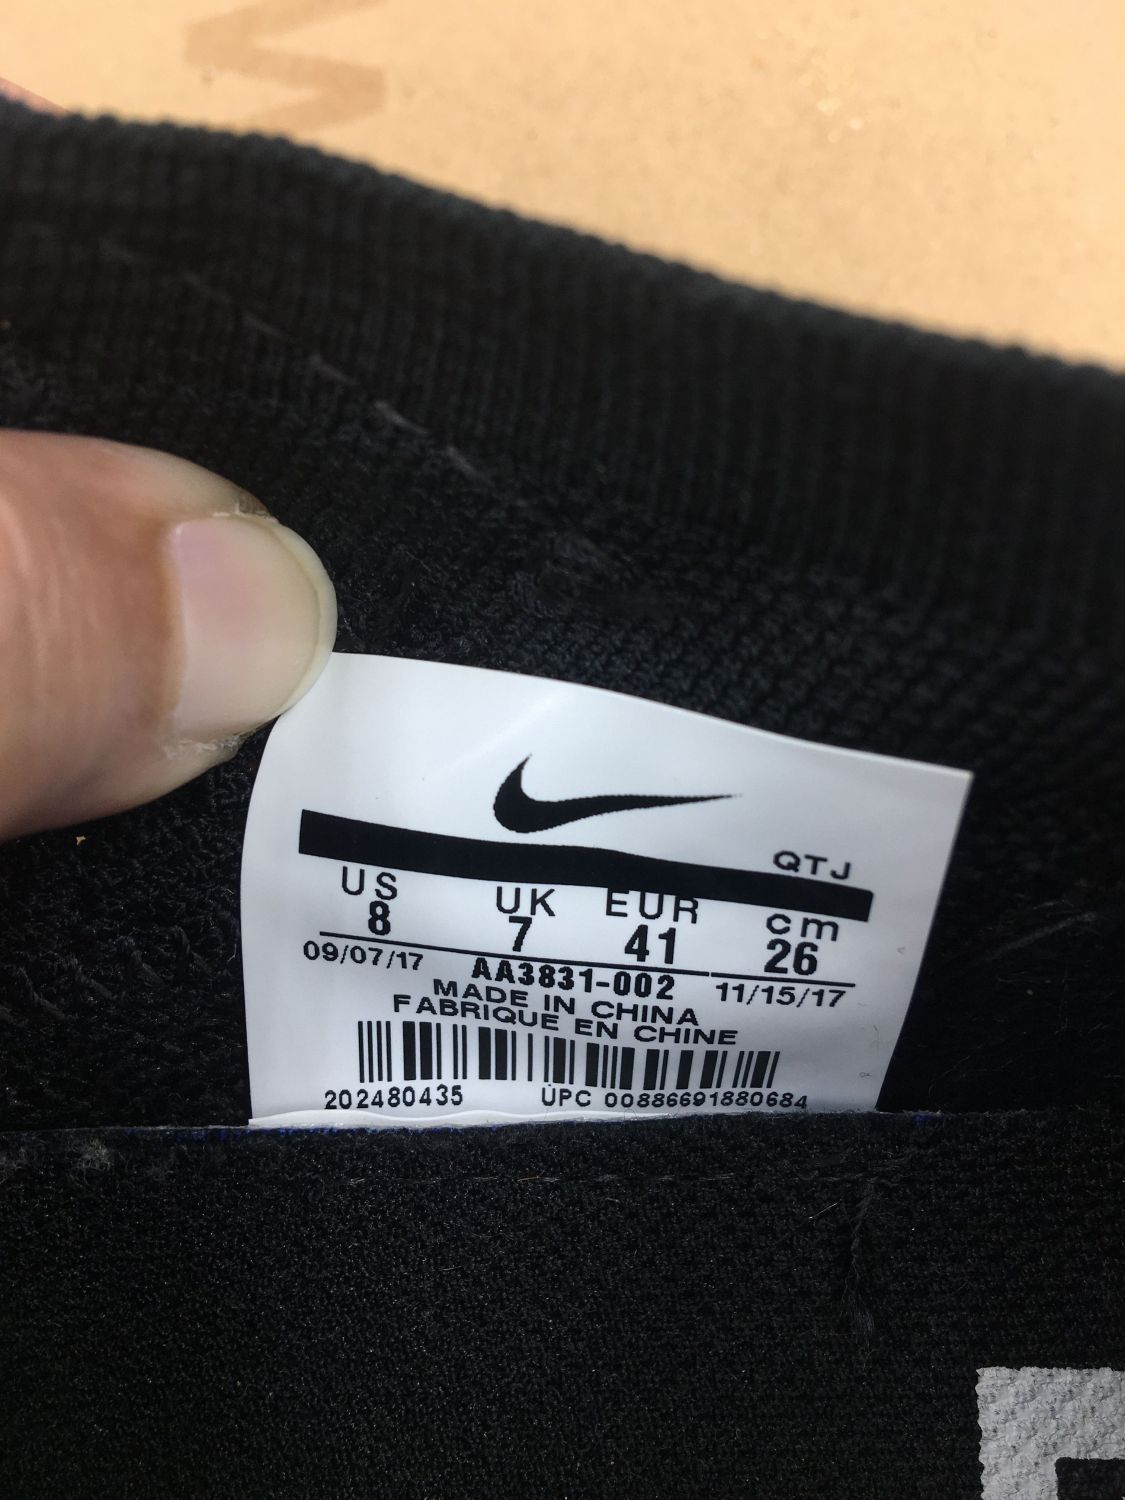 QTJ
US UK EUR cm
8 7 41 26
09/07/17 AA3831-002 11/15/17
MADE IN CHINA
FABRIQUE EN CHINE
202480435 UPC 00886691880684